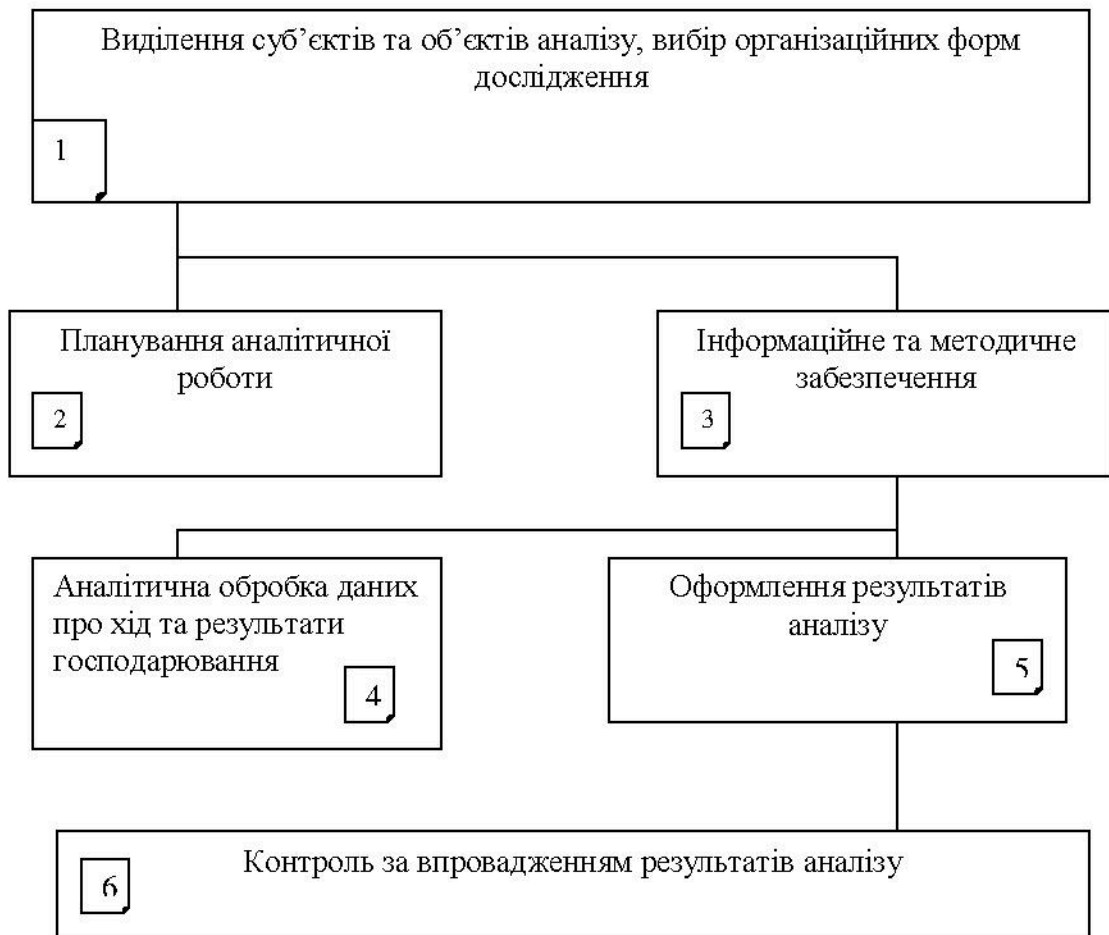 Виділення суб’єктів та об’єктів аналізу, вибір організаційних форм
дослідження
1
Планування аналітичної
роботи
2
Інформаційне та методичне
забезпечення
3
Аналітична обробка даних
про хід та результати
господарювання
4
Оформлення результатів
аналізу
5
Контроль за впровадженням результатів аналізу
6